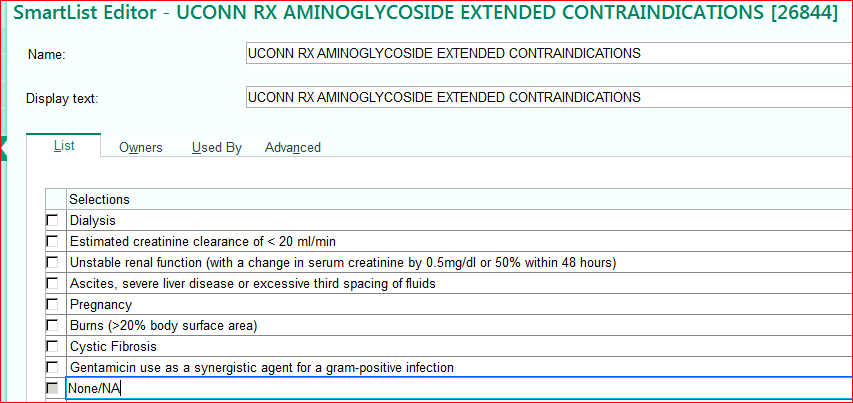 SmartList Editor - UCONN RX AMINOGLYCOSIDE EXTENDED CONTRAINDICATIONS [26844]
Name: UCONN RX AMINOGLYCOSIDE EXTENDED CONTRAINDICATIONS
Display text: UCONN RX AMINOGLYCOSIDE EXTENDED CONTRAINDICATIONS
List Owners Used By Advanced
Selections
Dialysis
Estimated creatinine clearance of < 20 ml/min
Unstable renal function (with a change in serum creatinine by 0.5mg/dl or 50% within 48 hours)
Ascites, severe liver disease or excessive third spacing of fluids
Pregnancy
Burns (>20% body surface area)
Cystic Fibrosis
Gentamicin use as a synergistic agent for a gram-positive infection
None/NA